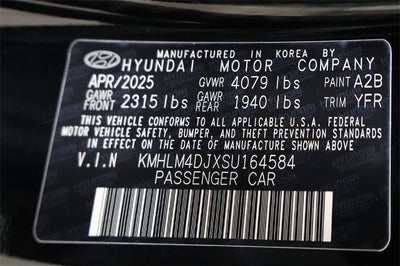 MANUFACTURED IN KOREA BY
HYUNDAI MOTOR COMPANY
APR/2025 GVWR 4079 lbs PAINT A2B
GAWR FRONT 2315 lbs GAWR REAR 1940 lbs TRIM YFR
THIS VEHICLE CONFORMS TO ALL APPLICABLE U.S.A. FEDERAL
MOTOR VEHICLE SAFETY, BUMPER, AND THEFT PREVENTION STANDARDS
IN EFFECT ON THE DATE OF MANUFACTURE SHOWN ABOVE.
V.I.N KMHLM4DJXSU164584
PASSENGER CAR